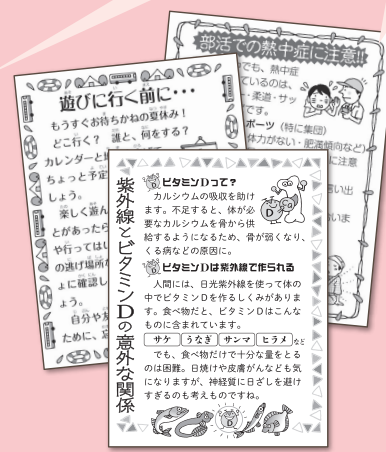 遊びに行く前に・・・
もうすぐお待ちかねの夏休み！
どこ行く？ 誰と、何をする？
カレンダーと
ちょっと予定
しょう。
楽しく遊ん
とがあったら
や行ってはい
の逃げ場所
ょに確認し
ょう。
自分や
ために、
部活での熱中症に注意!!
でも、熱中症
ているのは、
・柔道・サッ
です。
ポーツ（特に集団）
体力がない・肥満傾向など）
に注意
い出
いま
紫外線とビタミンDの意外な関係
ビタミンDって？
カルシウムの吸収を助け
ます。不足すると、体が必
要なカルシウムを骨から供
給するようになるため、骨が弱くなり、
くる病などの原因に。
ビタミンDは紫外線で作られる
人間には、日光紫外線を使って体の
中でビタミンDを作るしくみがありま
す。食べ物だと、ビタミンDはこんな
ものに含まれています。
サケ うなぎ サンマ ヒラメ など
でも、食べ物だけで十分な量をとる
のは困難。日焼けや皮膚がんなども気
になりますが、神経質に日ざしを避け
すぎるのも考えものですね。